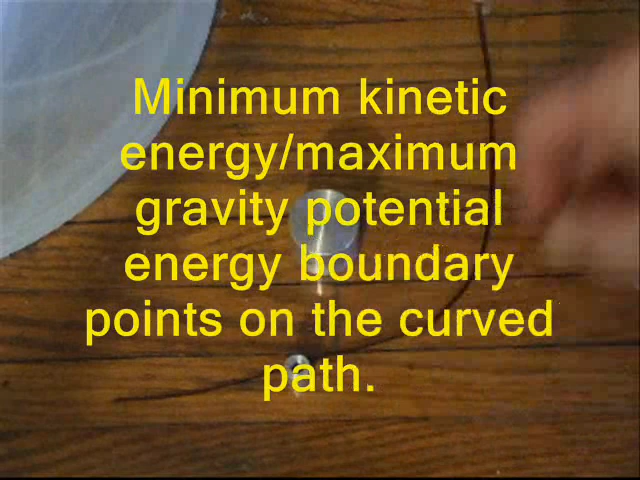 Minimum kinetic
energy/maximum
gravity potential
energy boundary
points on the curved
path.